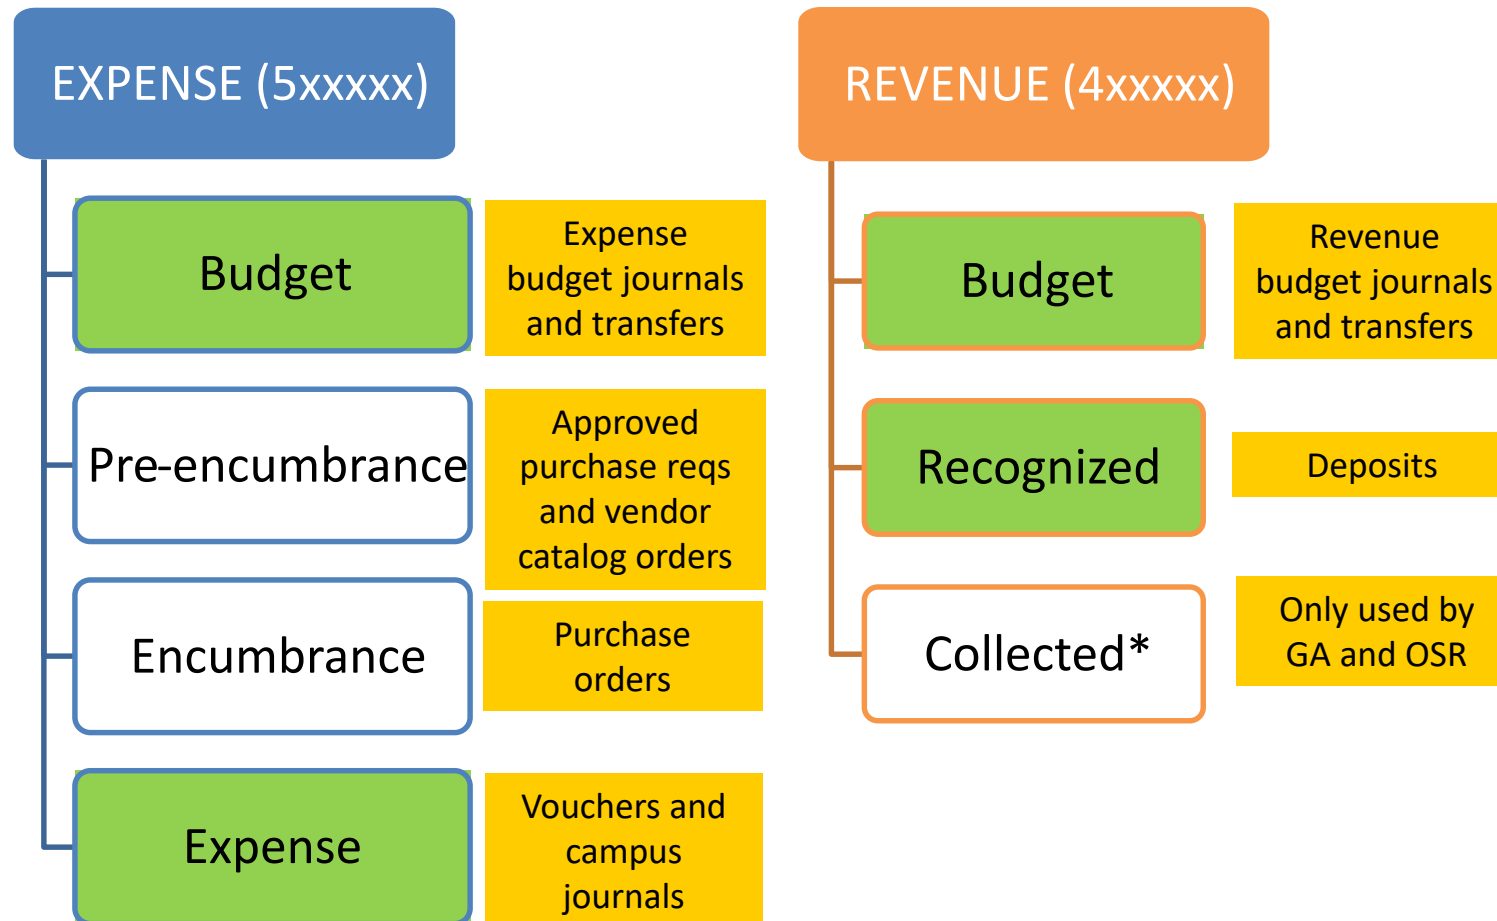 EXPENSE (5xxxxx)
Budget
Expense
budget journals
and transfers
Pre-encumbrance
Approved
purchase reqs
and vendor
catalog orders
Encumbrance
Purchase
orders
Expense
Vouchers and
campus
journals
REVENUE (4xxxxx)
Budget
Revenue
budget journals
and transfers
Recognized
Deposits
Collected*
Only used by
GA and OSR